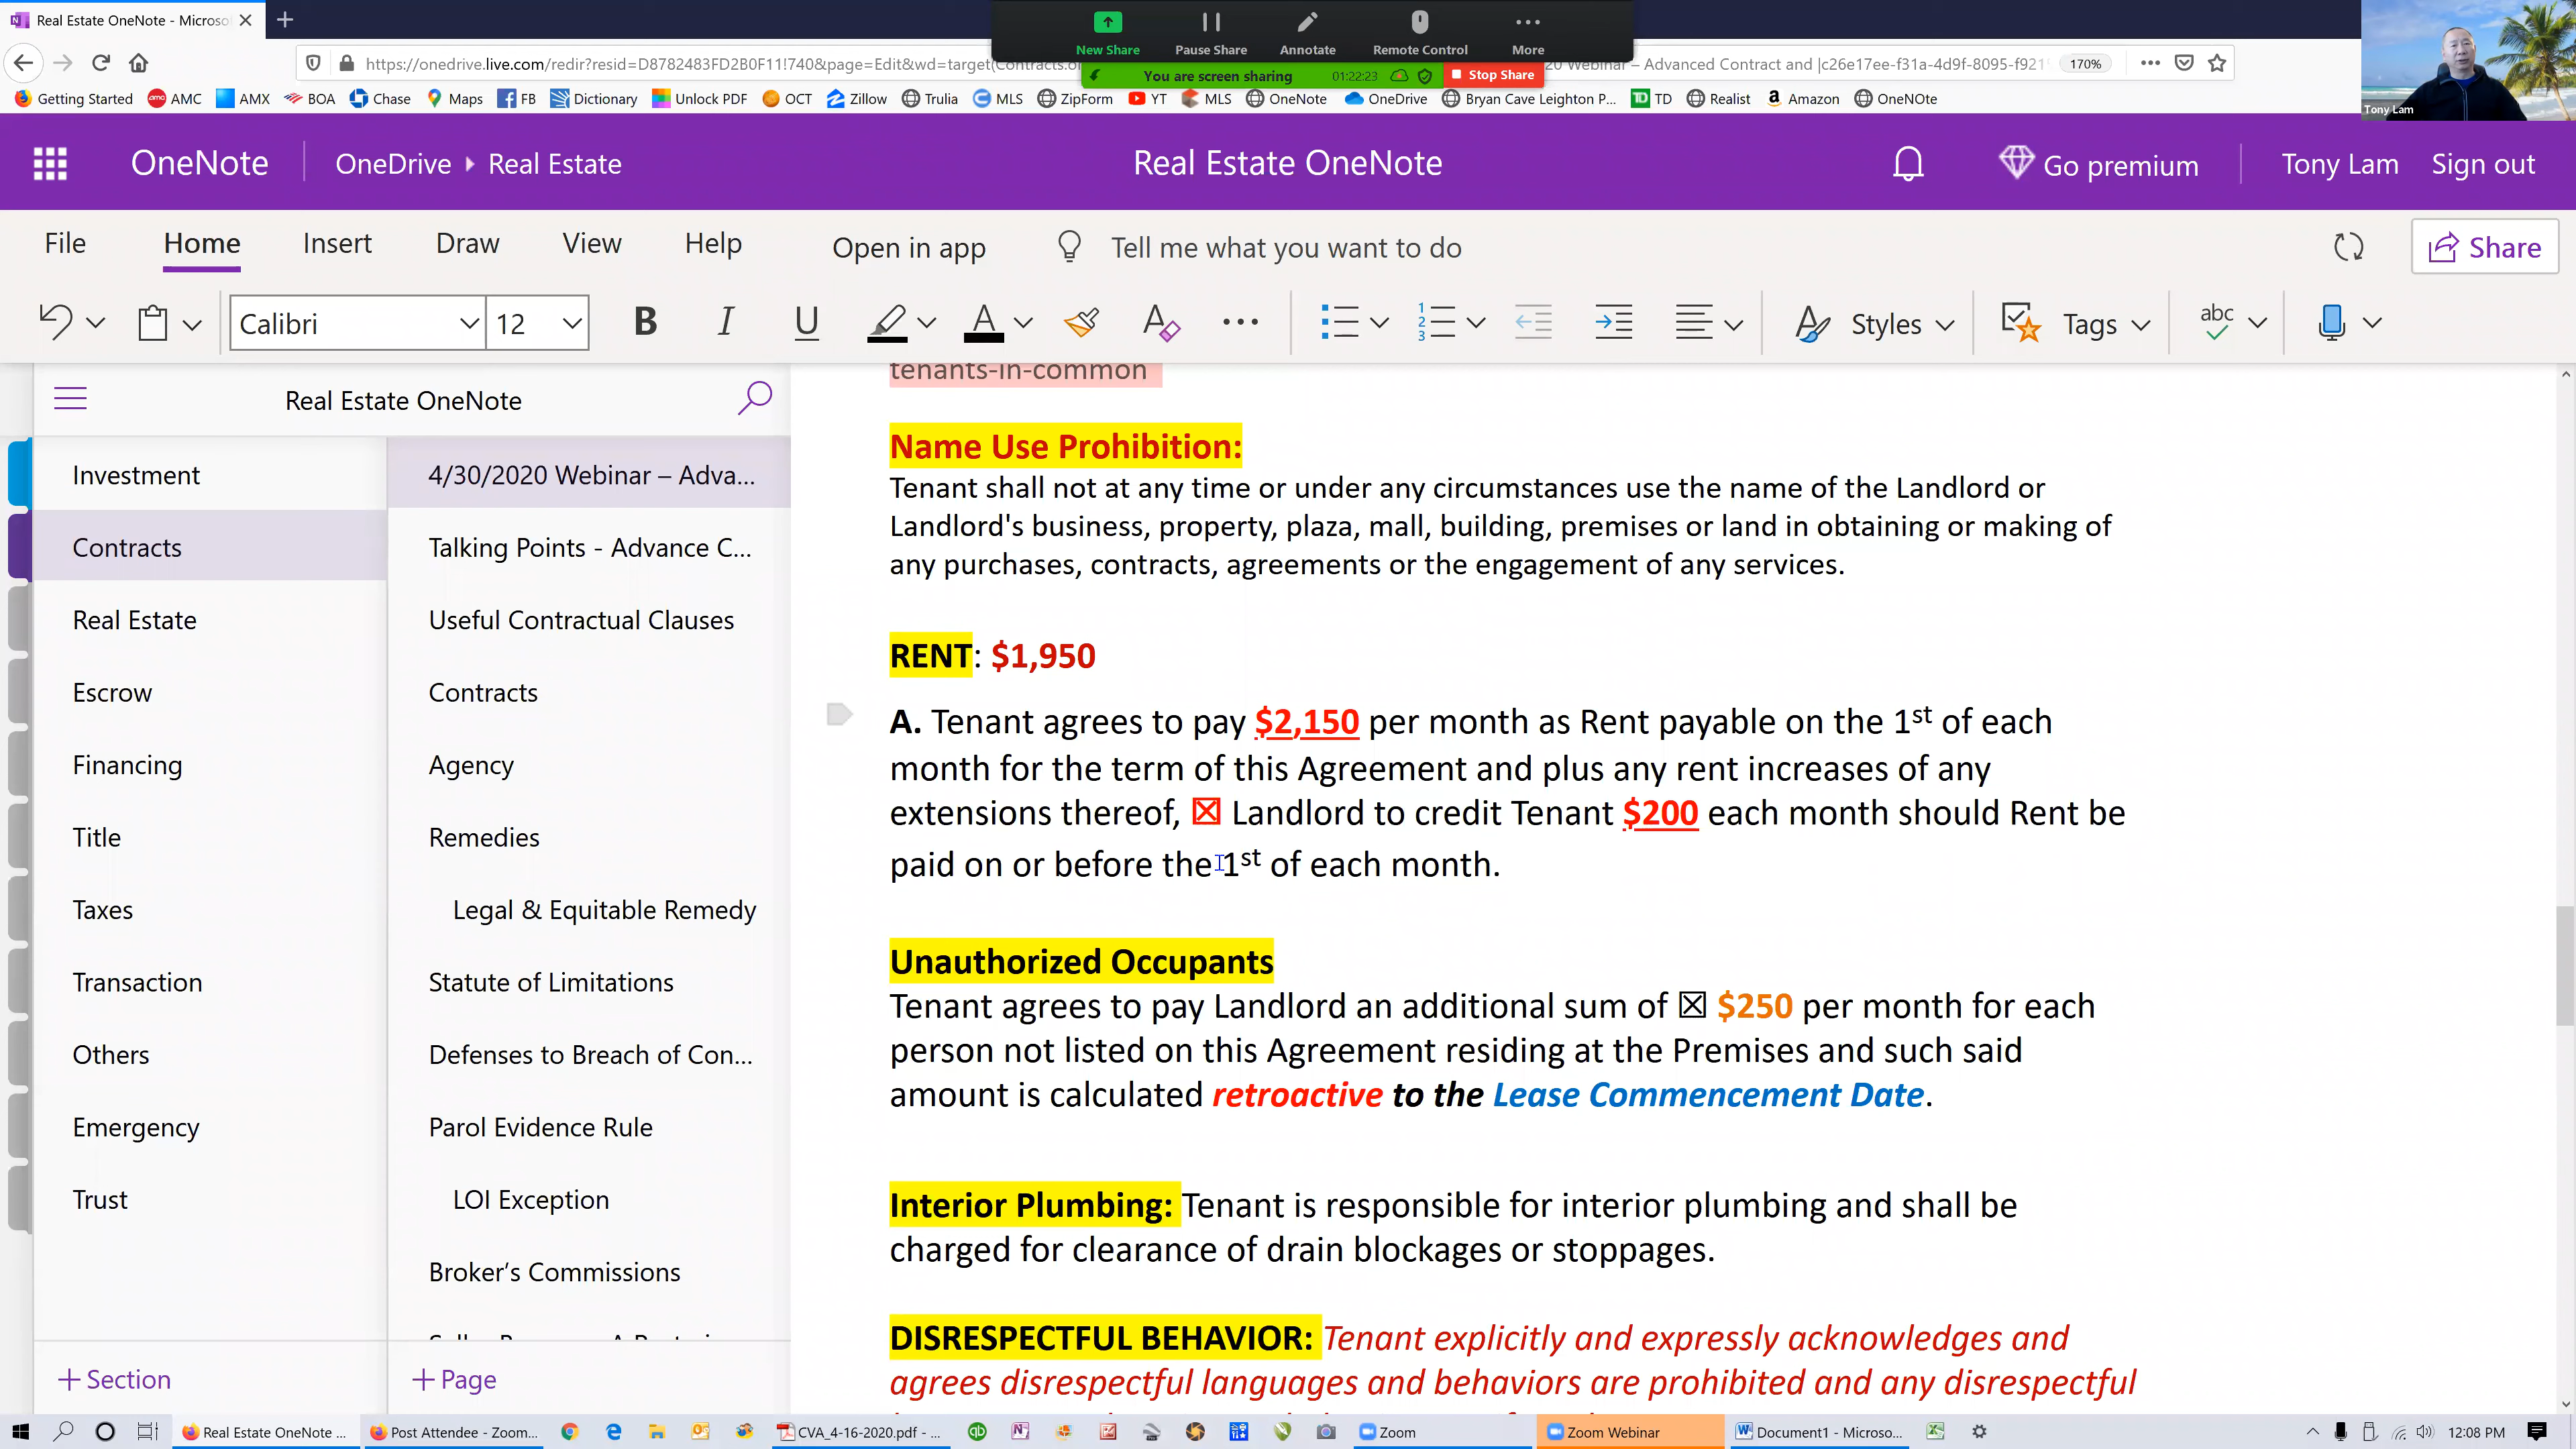 Real Estate OneNote - Microso
New Share
Pause Share
Annotate
Remote Control
More
https://onedrive.live.com/redir?resid=D8782483FD2B0F11!740&page=Edit&wd=target(Contracts.o
You are screen sharing
01:22:23
Stop Share
20 Webinar – Advanced Contract and |c26e17ee-f31a-4d9f-8095-f921
170%
Tony Lam
Getting Started
AMC
AMX
BOA
Chase
Maps
FB
Dictionary
Unlock PDF
OCT
Zillow
Trulia
MLS
ZipForm
YT
MLS
OneNote
OneDrive
Bryan Cave Leighton P...
TD
Realist
Amazon
OneNOte
OneNote
OneDrive
Real Estate
Real Estate OneNote
Go premium
Tony Lam
Sign out
File
Home
Insert
Draw
View
Help
Open in app
Tell me what you want to do
Share
Calibri
12
B
I
U
Styles
Tags
abc
Real Estate OneNote
Investment
Contracts
Real Estate
Escrow
Financing
Title
Taxes
Transaction
Others
Emergency
Trust
+ Section
4/30/2020 Webinar – Adva...
Talking Points - Advance C...
Useful Contractual Clauses
Contracts
Agency
Remedies
Legal & Equitable Remedy
Statute of Limitations
Defenses to Breach of Con...
Parol Evidence Rule
LOI Exception
Broker's Commissions
+ Page
tenants-in-common
Name Use Prohibition:
Tenant shall not at any time or under any circumstances use the name of the Landlord or
Landlord's business, property, plaza, mall, building, premises or land in obtaining or making of
any purchases, contracts, agreements or the engagement of any services.
RENT: $1,950
A. Tenant agrees to pay $2,150 per month as Rent payable on the 1st of each
month for the term of this Agreement and plus any rent increases of any
extensions thereof, ☒ Landlord to credit Tenant $200 each month should Rent be
paid on or before the 1st of each month.
Unauthorized Occupants
Tenant agrees to pay Landlord an additional sum of ☒ $250 per month for each
person not listed on this Agreement residing at the Premises and such said
amount is calculated retroactive to the Lease Commencement Date.
Interior Plumbing: Tenant is responsible for interior plumbing and shall be
charged for clearance of drain blockages or stoppages.
DISRESPECTFUL BEHAVIOR: Tenant explicitly and expressly acknowledges and
agrees disrespectful languages and behaviors are prohibited and any disrespectful
Real Estate OneNote ...
Post Attendee - Zoom...
CVA_4-16-2020.pdf - ...
Zoom
Zoom Webinar
Document1 - Microso...
12:08 PM